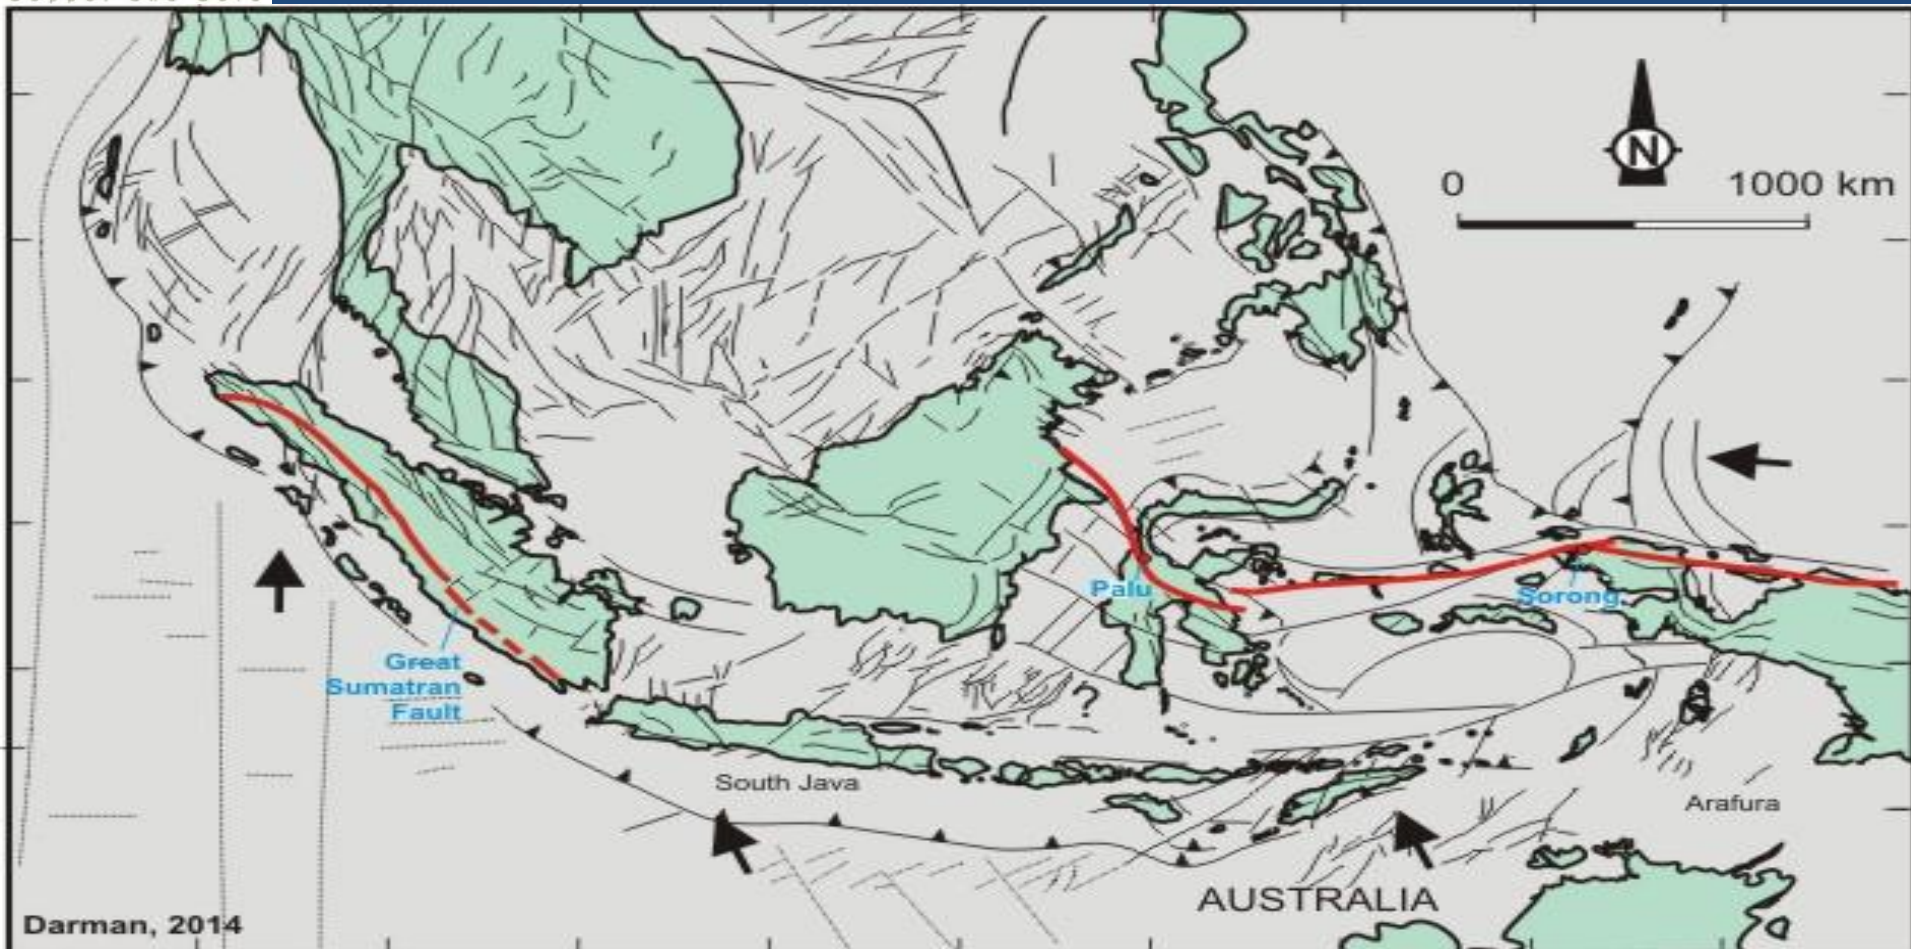 N
0 1000 km
Palu
Sorong
Great
Sumatran
Fault
?
South Java
Arafura
AUSTRALIA
Darman, 2014